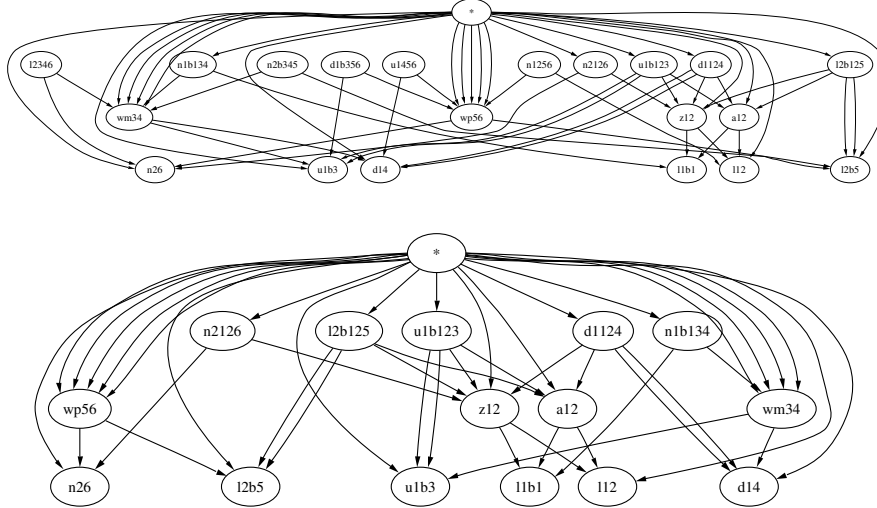 *
l2346 n1b134 n2b345 d1b356 u1456 n1256 n2126 u1b123 d1124 l2b125
wm34 wp56 z12 a12
n26 u1b3 d14 l1b1 l12 l2b5
*
n2126 l2b125 u1b123 d1124 n1b134
wp56 z12 a12 wm34
n26 l2b5 u1b3 l1b1 l12 d14